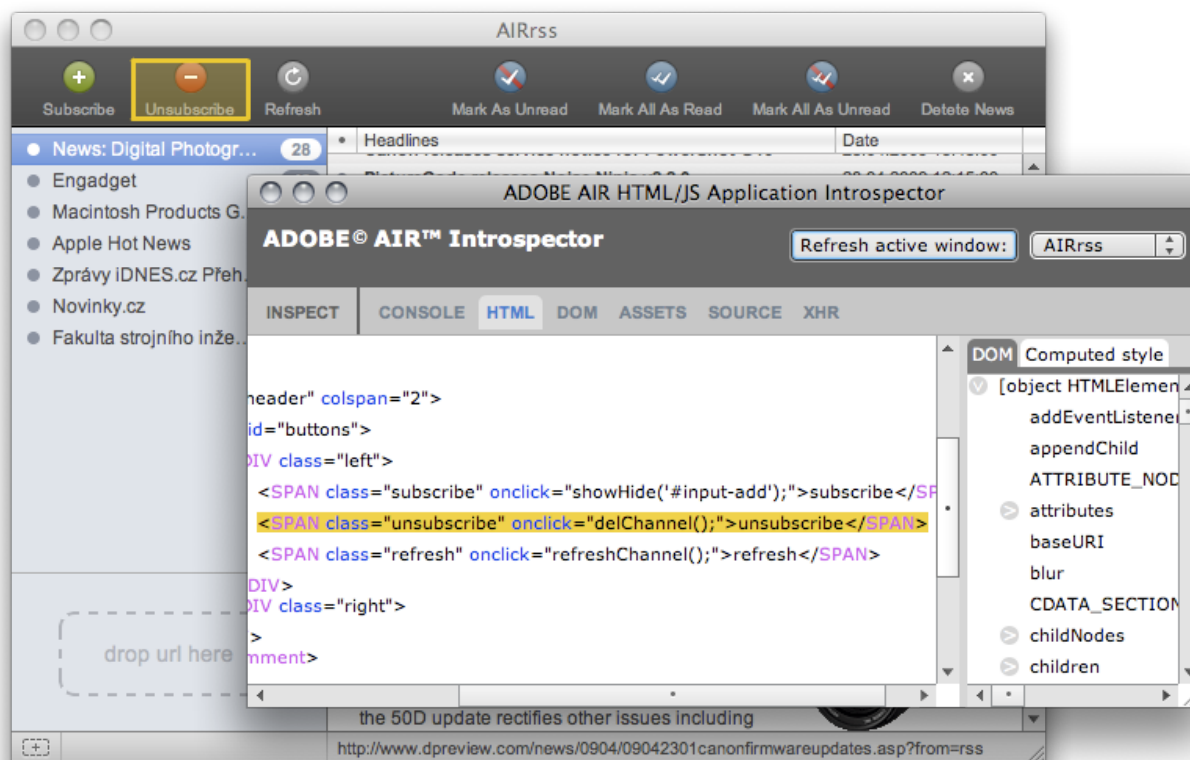 AIRrss
Subscribe Unsubscribe Refresh Mark As Unread Mark All As Read Mark All As Unread Detete News
News: Digital Photogr... 28
Headlines Date
Engadget
Macintosh Products G.
Apple Hot News
Zprávy iDNES.cz Přeh.
Novinky.cz
Fakulta strojního inže..
drop url here
ADOBE AIR HTML/JS Application Introspector
ADOBE© AIR™ Introspector
Refresh active window: AIRrss
INSPECT CONSOLE HTML DOM ASSETS SOURCE XHR
header" colspan="2">
id="buttons">
DIV class="left">
<SPAN class="subscribe" onclick="showHide('#input-add');">subscribe</SP
<SPAN class="unsubscribe" onclick="delChannel();">unsubscribe</SPAN>
<SPAN class="refresh" onclick="refreshChannel();">refresh</SPAN>
DIV>
DIV class="right">
>
mment>
DOM Computed style
[object HTMLElemen
addEventListene
appendChild
ATTRIBUTE_NOD
attributes
baseURI
blur
CDATA_SECTION
childNodes
children
the 50D update rectifies other issues including
http://www.dpreview.com/news/0904/09042301canonfirmwareupdates.asp?from=rss